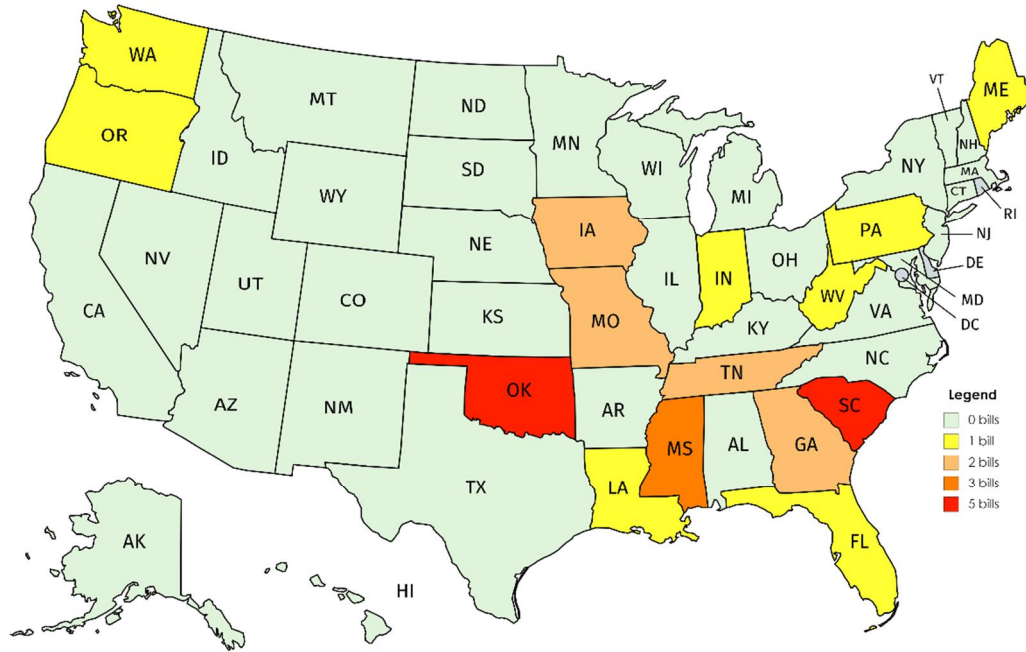 WA
OR
CA
NV
ID
MT
WY
UT
AZ
CO
NM
ND
SD
NE
KS
OK
TX
MN
IA
MO
AR
LA
WI
IL
MS
MI
IN
KY
TN
AL
OH
WV
GA
FL
SC
NC
VA
PA
NY
VT
NH
ME
MA
CT
RI
NJ
DE
MD
DC
AK
HI
Legend
0 bills
1 bill
2 bills
3 bills
5 bills